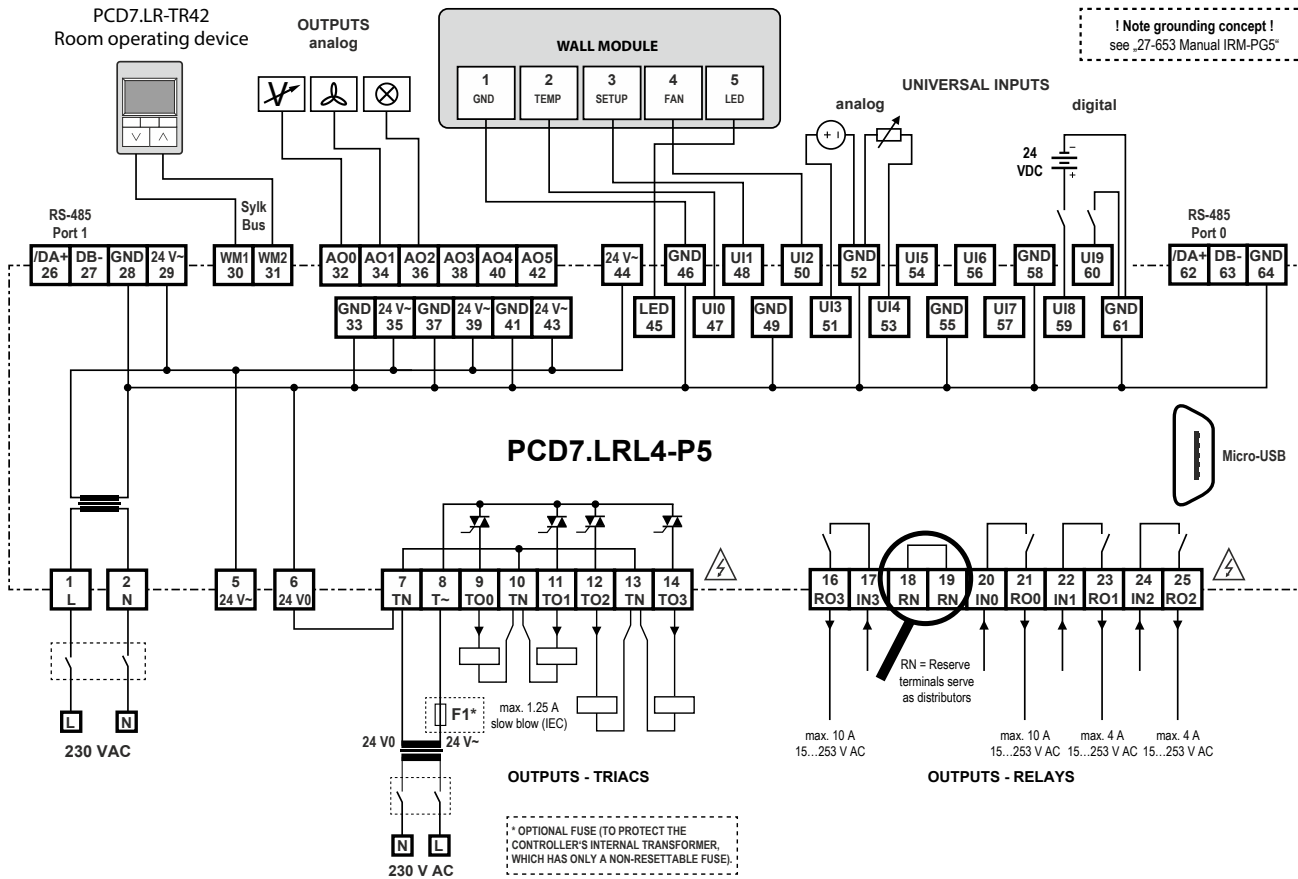 PCD7.LR-TR42
Room operating device
OUTPUTS
analog
WALL MODULE
1 2 3 4 5
GND TEMP SETUP FAN LED
! Note grounding concept !
see „27-653 Manual IRM-PG5“
UNIVERSAL INPUTS
analog digital
24
VDC
+ -
RS-485
Port 1
Sylk
Bus
RS-485
Port 0
/DA+ DB- GND 24 V~ WM1 WM2 AO0 AO1 AO2 AO3 AO4 AO5 24 V~ GND UI1 UI2 GND UI5 UI6 GND UI9 /DA+ DB- GND
26 27 28 29 30 31 32 34 36 38 40 42 44 46 48 50 52 54 56 58 60 62 63 64
GND 24 V~ GND 24 V~ GND 24 V~ LED UI0 GND UI3 UI4 GND UI7 UI8 GND
33 35 37 39 41 43 45 47 49 51 53 55 57 59 61
PCD7.LRL4-P5
Micro-USB
1 2 5 6 7 8 9 10 11 12 13 14 16 17 18 19 20 21 22 23 24 25
L N 24 V~ 24 V0 TN T~ TO0 TN TO1 TO2 TN TO3 RO3 IN3 RN RN IN0 RO0 IN1 RO1 IN2 RO2
RN = Reserve
terminals serve
as distributors
F1*
max. 1.25 A
slow blow (IEC)
L N
230 VAC
24 V0 24 V~
max. 10 A max. 10 A max. 4 A max. 4 A
15...253 V AC 15...253 V AC 15...253 V AC 15...253 V AC
OUTPUTS - TRIACS
OUTPUTS - RELAYS
* OPTIONAL FUSE (TO PROTECT THE
CONTROLLER'S INTERNAL TRANSFORMER,
WHICH HAS ONLY A NON-RESETTABLE FUSE).
N L
230 V AC